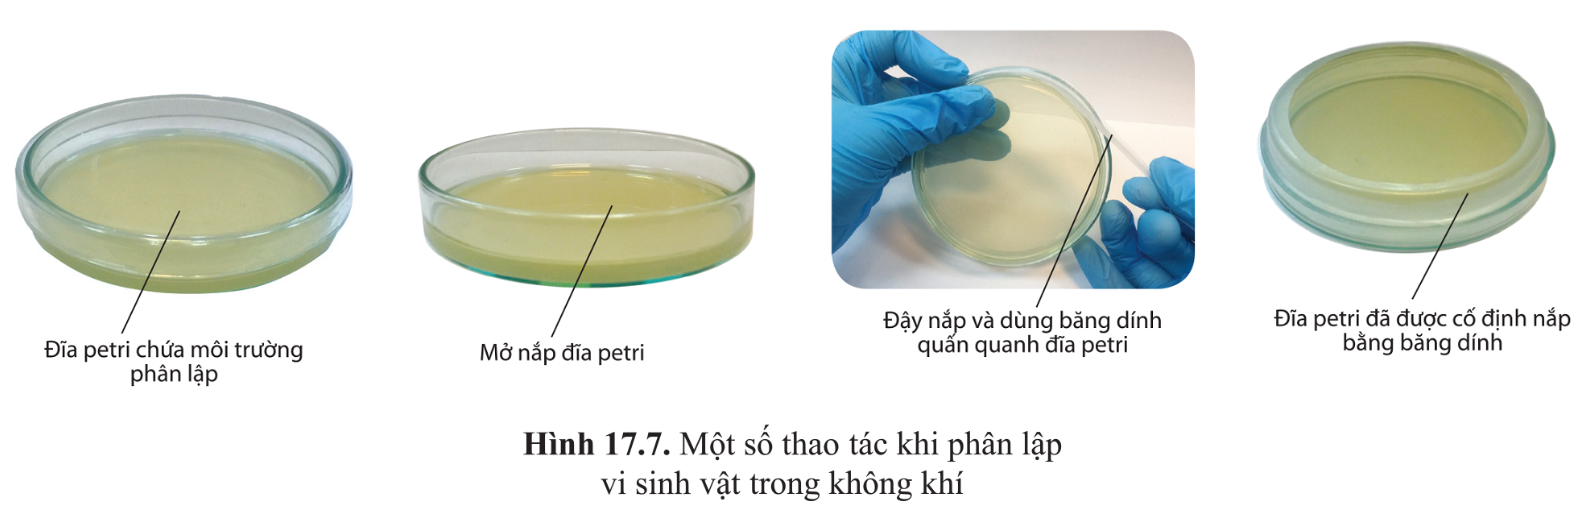 Đĩa petri chứa môi trường
phân lập
Mở nắp đĩa petri
Đậy nắp và dùng băng dính
quấn quanh đĩa petri
Đĩa petri đã được cố định nắp
bằng băng dính
Hình 17.7. Một số thao tác khi phân lập
vi sinh vật trong không khí